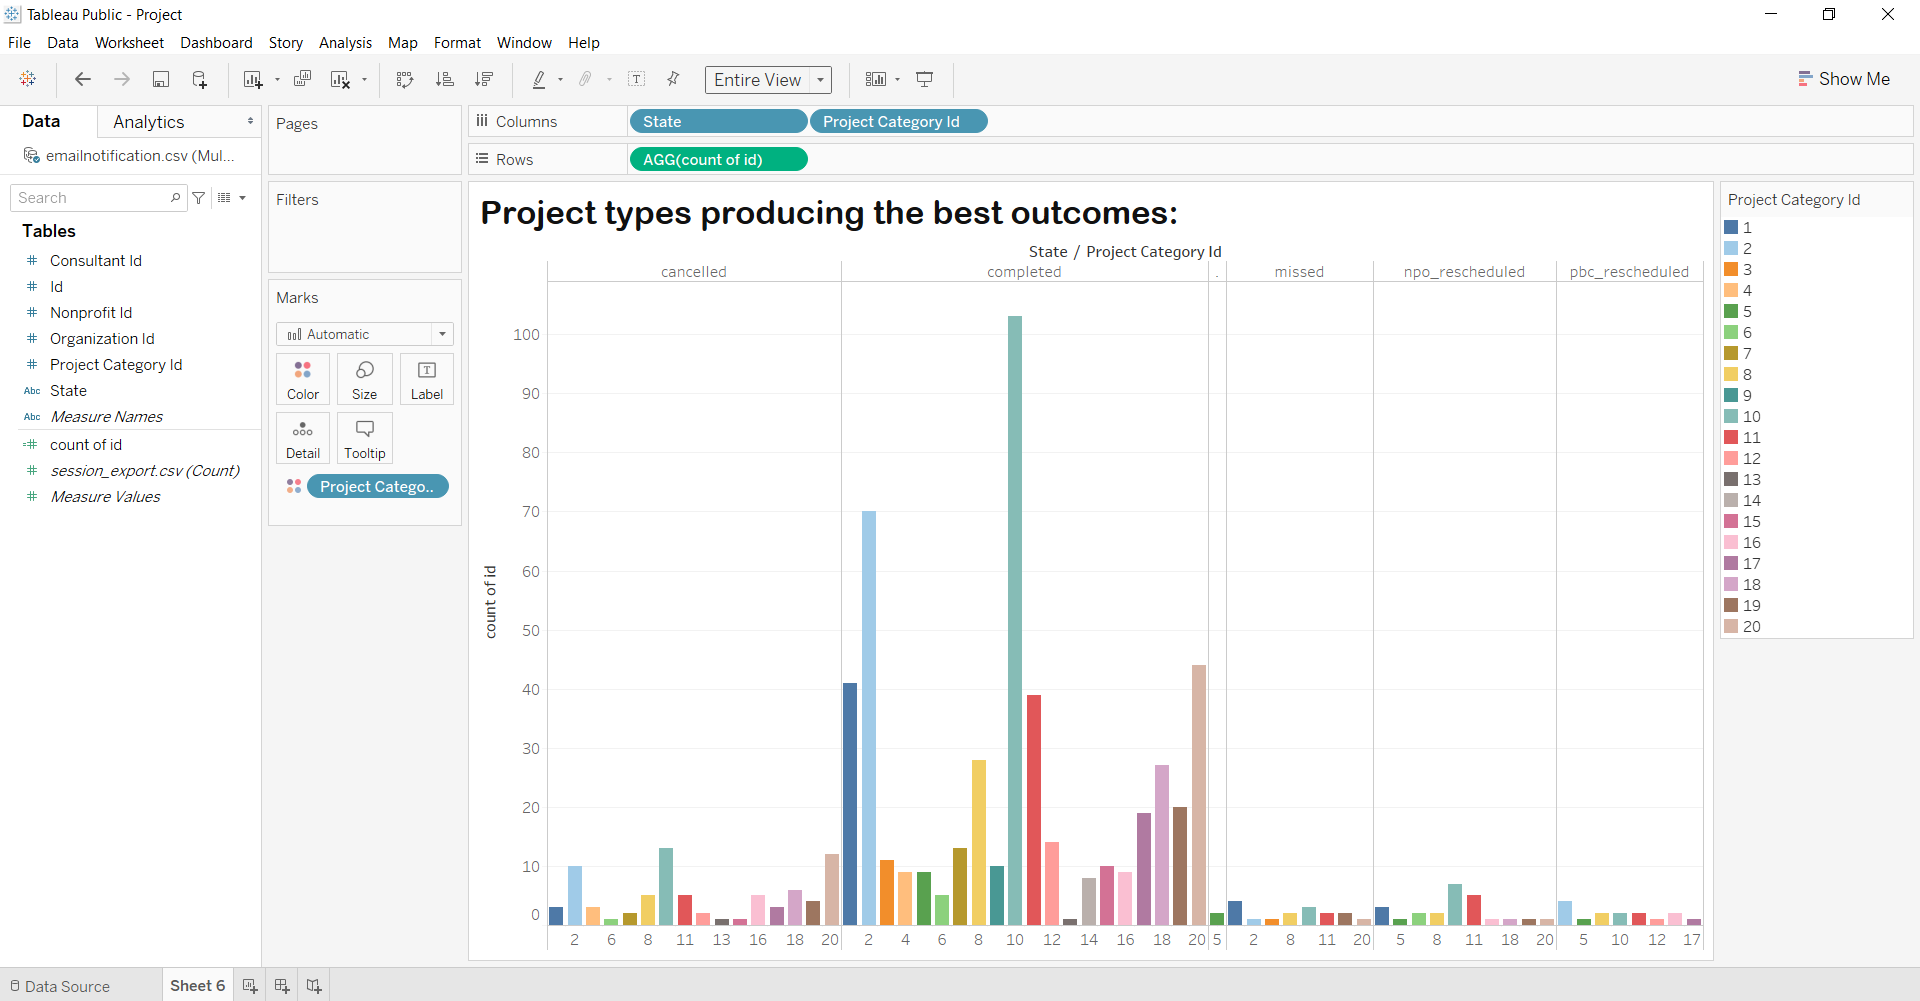 Tableau Public - Project
File Data Worksheet Dashboard Story Analysis Map Format Window Help
Entire View
Show Me
Data Analytics
emailnotification.csv (Mul...
Search
Tables
Consultant Id
Id
Nonprofit Id
Organization Id
Project Category Id
Abc State
Abc Measure Names
count of id
session_export.csv (Count)
Measure Values
Pages
Filters
Marks
Automatic
Color Size Label
Detail Tooltip
Project Catego..
Columns State Project Category Id
Rows AGG(count of id)
Project types producing the best outcomes:
State / Project Category Id
cancelled completed . missed npo_rescheduled pbc_rescheduled
count of id
100
90
80
70
60
50
40
30
20
10
0
2 6 8 11 13 16 18 20 2 4 6 8 10 12 14 16 18 20 5 2 8 11 20 5 8 11 18 20 5 10 12 17
Project Category Id
1
2
3
4
5
6
7
8
9
10
11
12
13
14
15
16
17
18
19
20
Data Source Sheet 6